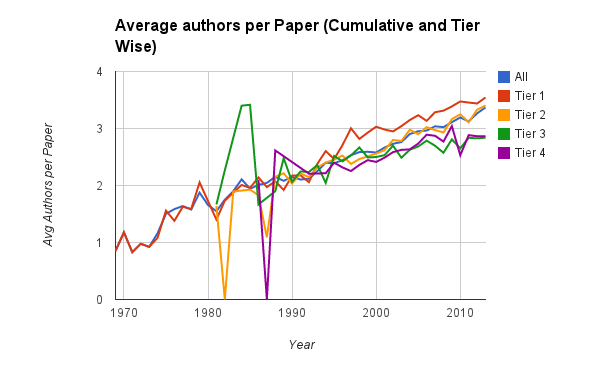 Average authors per Paper (Cumulative and Tier
Wise)
4
3
2
1
0
Avg Authors per Paper
1970
1980
1990
2000
2010
Year
All
Tier 1
Tier 2
Tier 3
Tier 4